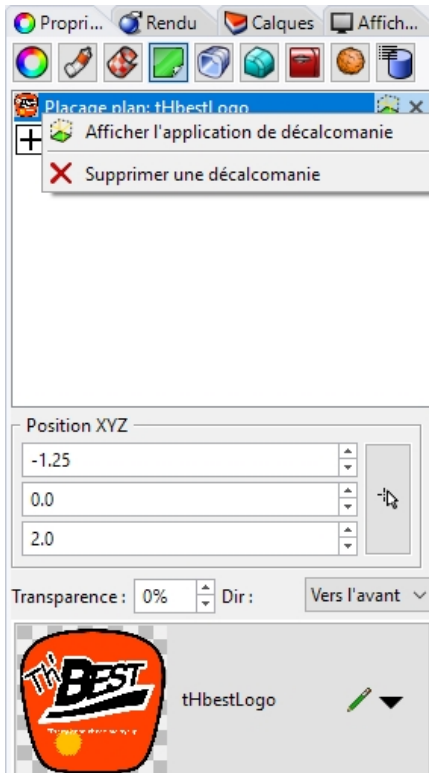 Propri... Rendu Calques Affich...
Placage plan: tHbestLogo
Afficher l'application de décalcomanie
Supprimer une décalcomanie
Position XYZ
-1.25
0.0
2.0
Transparence : 0% Dir : Vers l'avant
Th' BEST
tHbestLogo